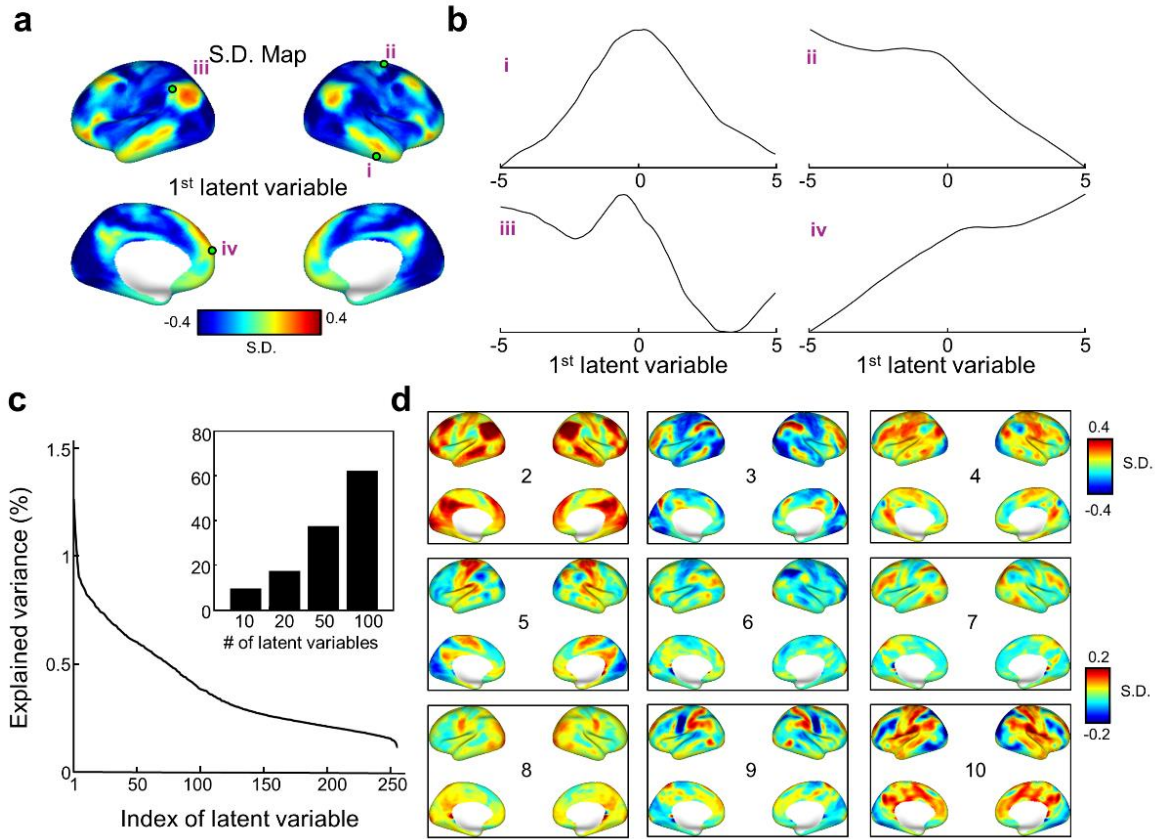 a
S.D. Map
iii
ii
i
1st latent variable
iv
-0.4
0.4
S.D.
b
i
-5
0
5
ii
-5
0
5
iii
-5
0
5
1st latent variable
iv
-5
0
5
1st latent variable
c
Explained variance (%)
1.5
1
0.5
0
1
50
100
150
200
250
Index of latent variable
80
60
40
20
0
10
20
50
100
# of latent variables
d
2
3
4
0.4
S.D.
-0.4
5
6
7
0.2
S.D.
-0.2
8
9
10